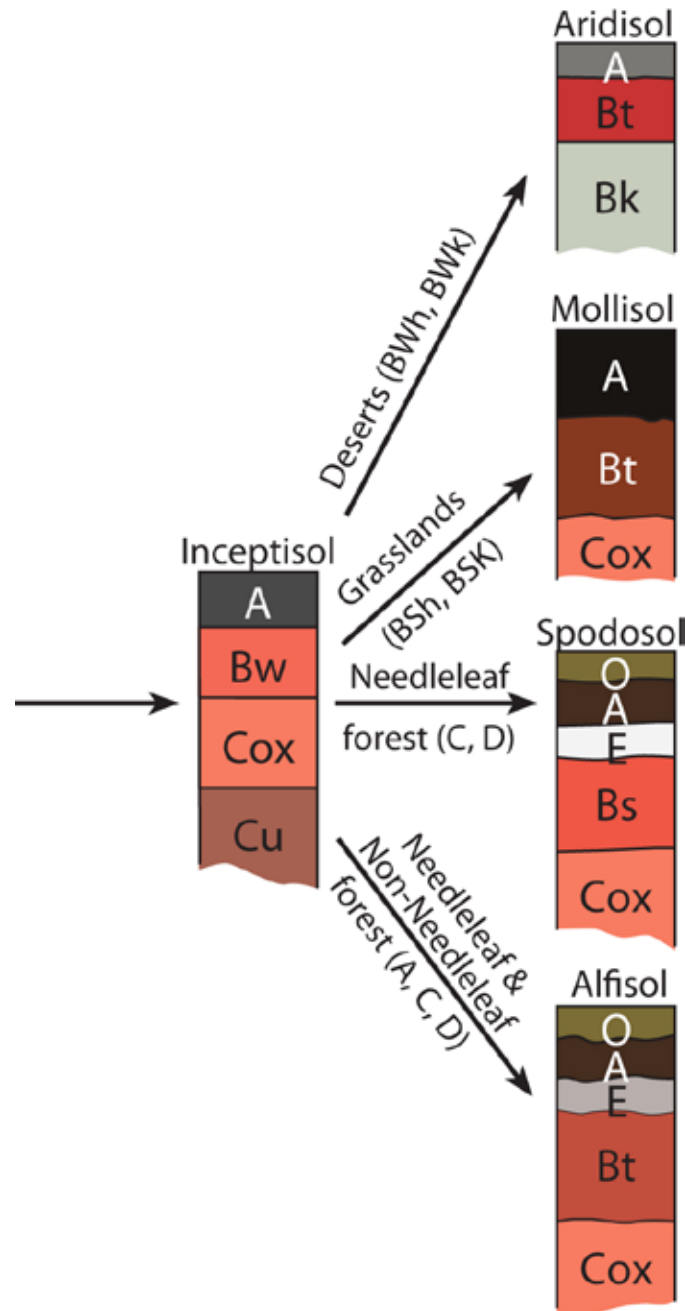 Aridisol
A
Bt
Bk
Deserts (BWh, BWk)
Mollisol
A
Bt
Cox
Grasslands
(BSh, BSK)
Inceptisol
A
Bw
Cox
Cu
Needleleaf
forest (C, D)
Spodosol
O
A
E
Bs
Cox
Needleleaf &
Non-Needleleaf
forest (A, C, D)
Alfisol
O
A
E
Bt
Cox